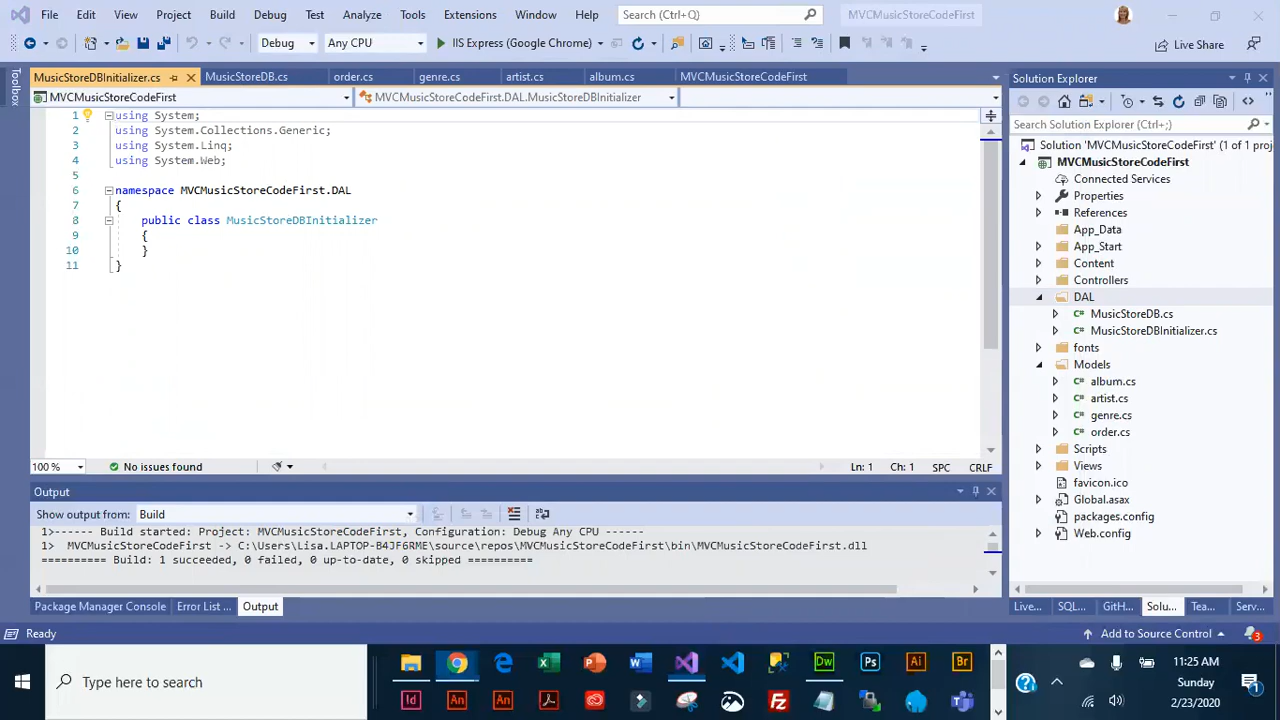 File Edit View Project Build Debug Test Analyze Tools Extensions Window Help Search (Ctrl+Q) MVCMusicStoreCodeFirst
Debug Any CPU IIS Express (Google Chrome) Live Share
MusicStoreDBInitializer.cs MusicStoreDB.cs order.cs genre.cs artist.cs album.cs MVCMusicStoreCodeFirst
MVCMusicStoreCodeFirst MVCMusicStoreCodeFirst.DAL.MusicStoreDBInitializer
Toolbox
1 using System;
2 using System.Collections.Generic;
3 using System.Linq;
4 using System.Web;
5
6 namespace MVCMusicStoreCodeFirst.DAL
7 {
8 public class MusicStoreDBInitializer
9 {
10 }
11 }
100 % No issues found Ln: 1 Ch: 1 SPC CRLF
Output
Show output from: Build
1>------ Build started: Project: MVCMusicStoreCodeFirst, Configuration: Debug Any CPU ------
1> MVCMusicStoreCodeFirst -> C:\Users\Lisa.LAPTOP-B4JF6RME\source\repos\MVCMusicStoreCodeFirst\bin\MVCMusicStoreCodeFirst.dll
========== Build: 1 succeeded, 0 failed, 0 up-to-date, 0 skipped ==========
Package Manager Console Error List ... Output
Solution Explorer
Search Solution Explorer (Ctrl+;)
Solution 'MVCMusicStoreCodeFirst' (1 of 1 proj
MVCMusicStoreCodeFirst
Connected Services
Properties
References
App_Data
App_Start
Content
Controllers
DAL
MusicStoreDB.cs
MusicStoreDBInitializer.cs
fonts
Models
album.cs
artist.cs
genre.cs
order.cs
Scripts
Views
favicon.ico
Global.asax
packages.config
Web.config
Live... SQL... GitH... Solu... Tea... Serv...
Ready Add to Source Control 3
Type here to search
Dw Ps Ai Br
Id An An
11:25 AM
Sunday
2/23/2020
1